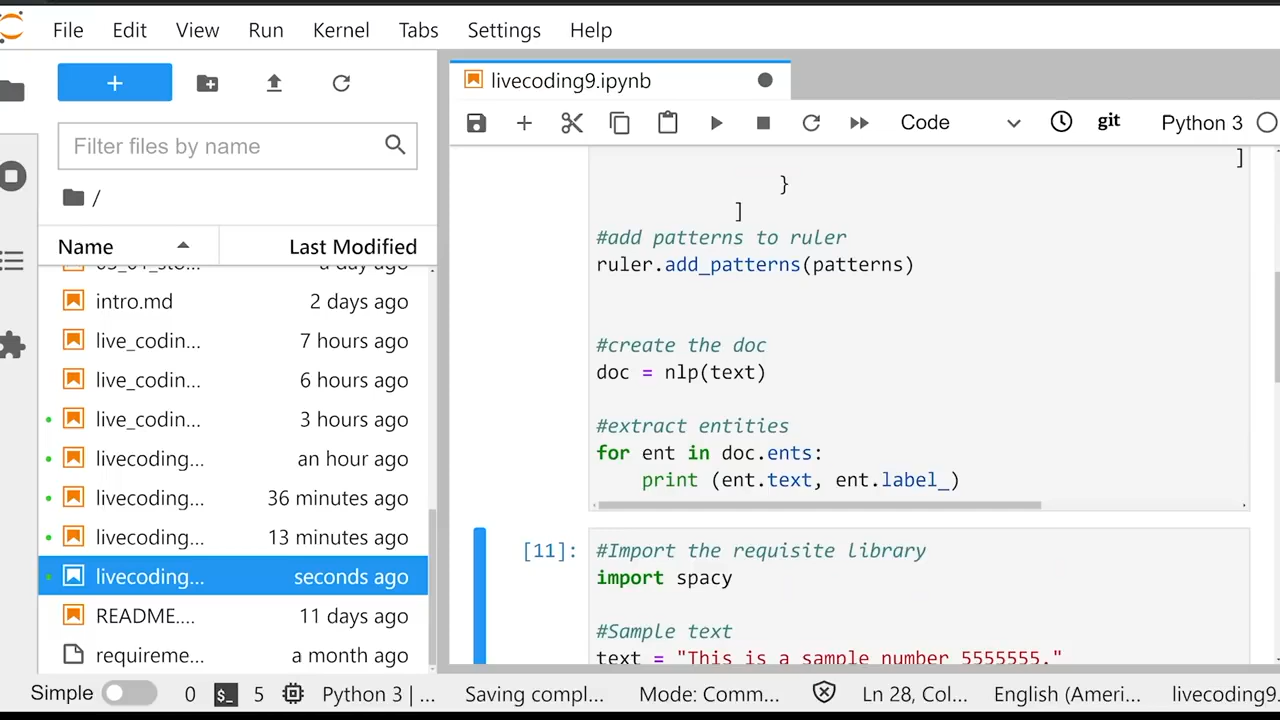 File Edit View Run Kernel Tabs Settings Help
+
Filter files by name
/
Name Last Modified
a day ago
intro.md 2 days ago
live_codin... 7 hours ago
live_codin... 6 hours ago
live_codin... 3 hours ago
livecoding... an hour ago
livecoding... 36 minutes ago
livecoding... 13 minutes ago
livecoding... seconds ago
README.... 11 days ago
requireme... a month ago
livecoding9.ipynb
Code git Python 3
]
}
]
#add patterns to ruler
ruler.add_patterns(patterns)
#create the doc
doc = nlp(text)
#extract entities
for ent in doc.ents:
print (ent.text, ent.label_)
[11]: #Import the requisite library
import spacy
#Sample text
text = "This is a sample number 5555555."
Simple 0 $_ 5 Python 3 | ... Saving compl... Mode: Comm... Ln 28, Col... English (Ameri... livecoding9.